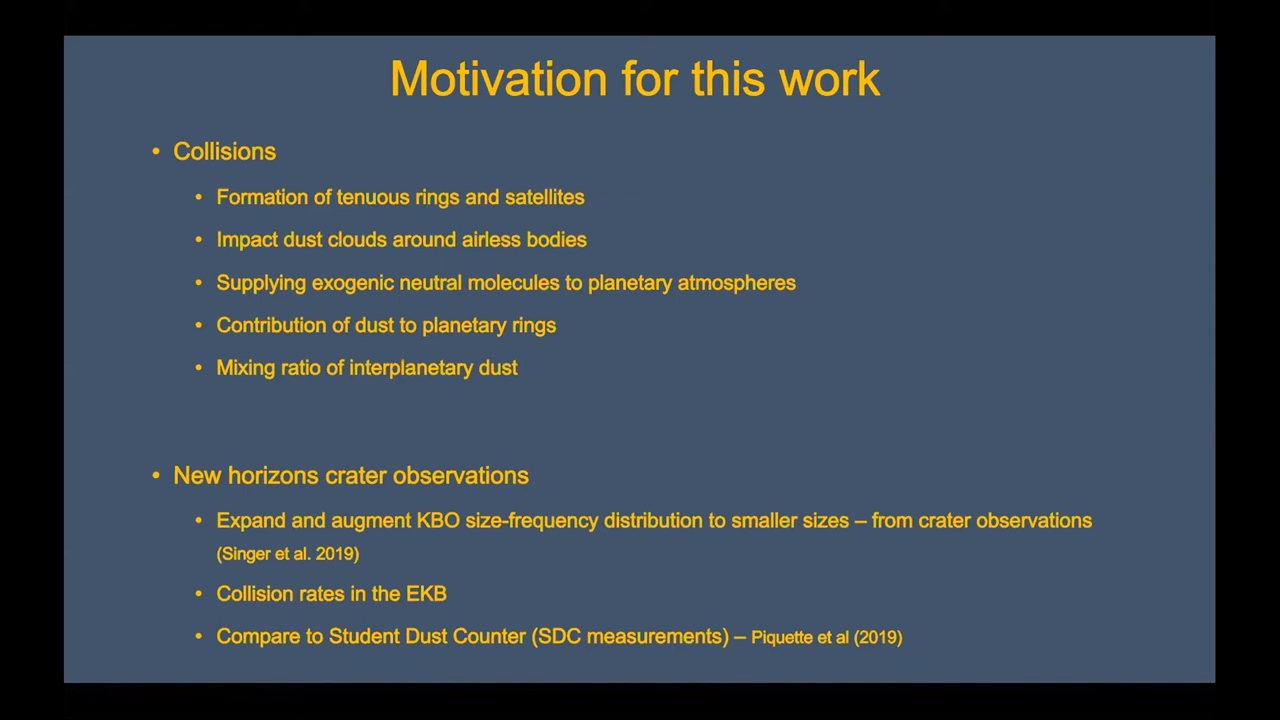 Motivation for this work
• Collisions
• Formation of tenuous rings and satellites
• Impact dust clouds around airless bodies
• Supplying exogenic neutral molecules to planetary atmospheres
• Contribution of dust to planetary rings
• Mixing ratio of interplanetary dust
• New horizons crater observations
• Expand and augment KBO size-frequency distribution to smaller sizes – from crater observations
(Singer et al. 2019)
• Collision rates in the EKB
• Compare to Student Dust Counter (SDC measurements) – Piquette et al (2019)